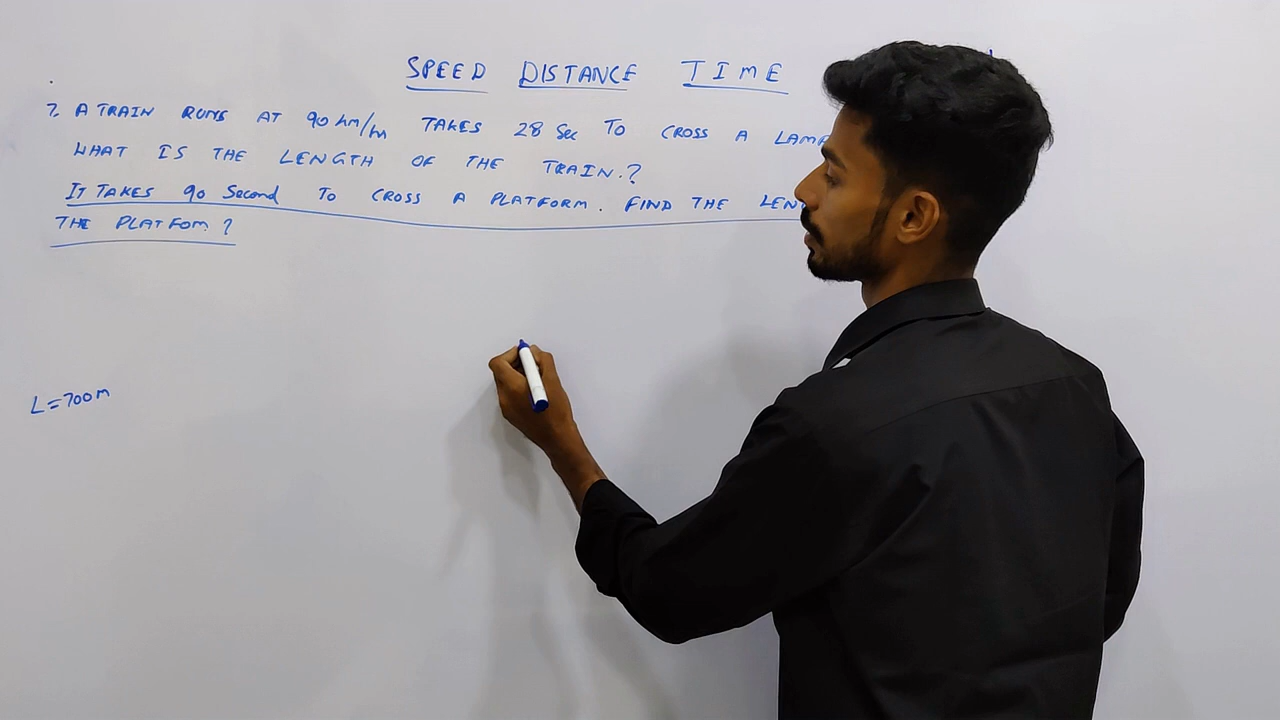 SPEED DISTANCE TIME
7. A TRAIN RUNS AT 90 km/hr TAKES 28 Sec TO CROSS A
WHAT IS THE LENGTH OF THE TRAIN.?
IT TAKES 90 Second TO CROSS A PLATFORM. FIND THE
THE PLATFOM ?
L=700m